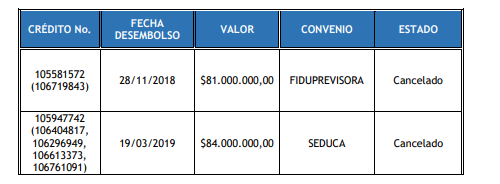 CRÉDITO No. FECHA DESEMBOLSO VALOR CONVENIO ESTADO
105581572
(106719843) 28/11/2018 $81.000.000,00 FIDUPREVISORA Cancelado
105947742
(106404817,
106296949, 19/03/2019 $84.000.000,00 SEDUCA Cancelado
106613373,
106761091)